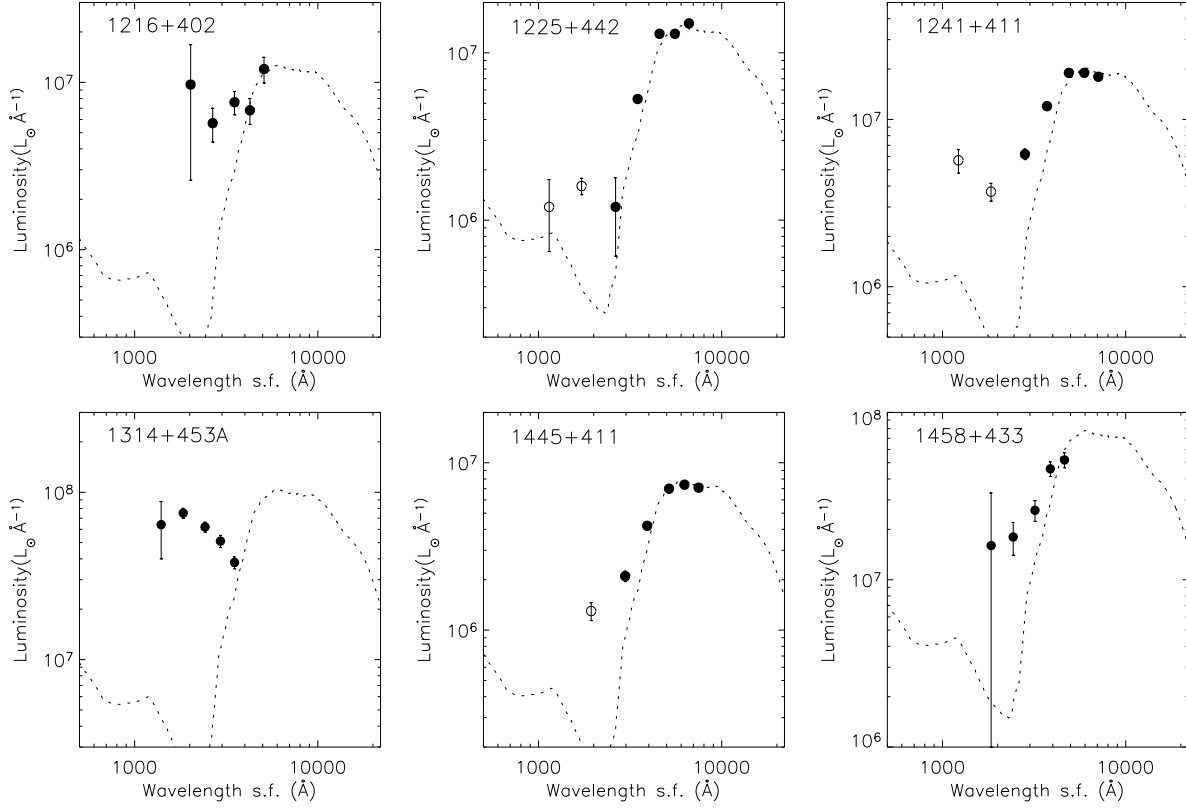 1216+402
10⁷
10⁶
Luminosity(L☉ Å⁻¹)
1000
10000
Wavelength s.f. (Å)
1225+442
10⁷
10⁶
Luminosity(L☉ Å⁻¹)
1000
10000
Wavelength s.f. (Å)
1241+411
10⁷
10⁶
Luminosity(L☉ Å⁻¹)
1000
10000
Wavelength s.f. (Å)
1314+453A
10⁸
10⁷
Luminosity(L☉ Å⁻¹)
1000
10000
Wavelength s.f. (Å)
1445+411
10⁷
10⁶
Luminosity(L☉ Å⁻¹)
1000
10000
Wavelength s.f. (Å)
1458+433
10⁸
10⁷
10⁶
Luminosity(L☉ Å⁻¹)
1000
10000
Wavelength s.f. (Å)